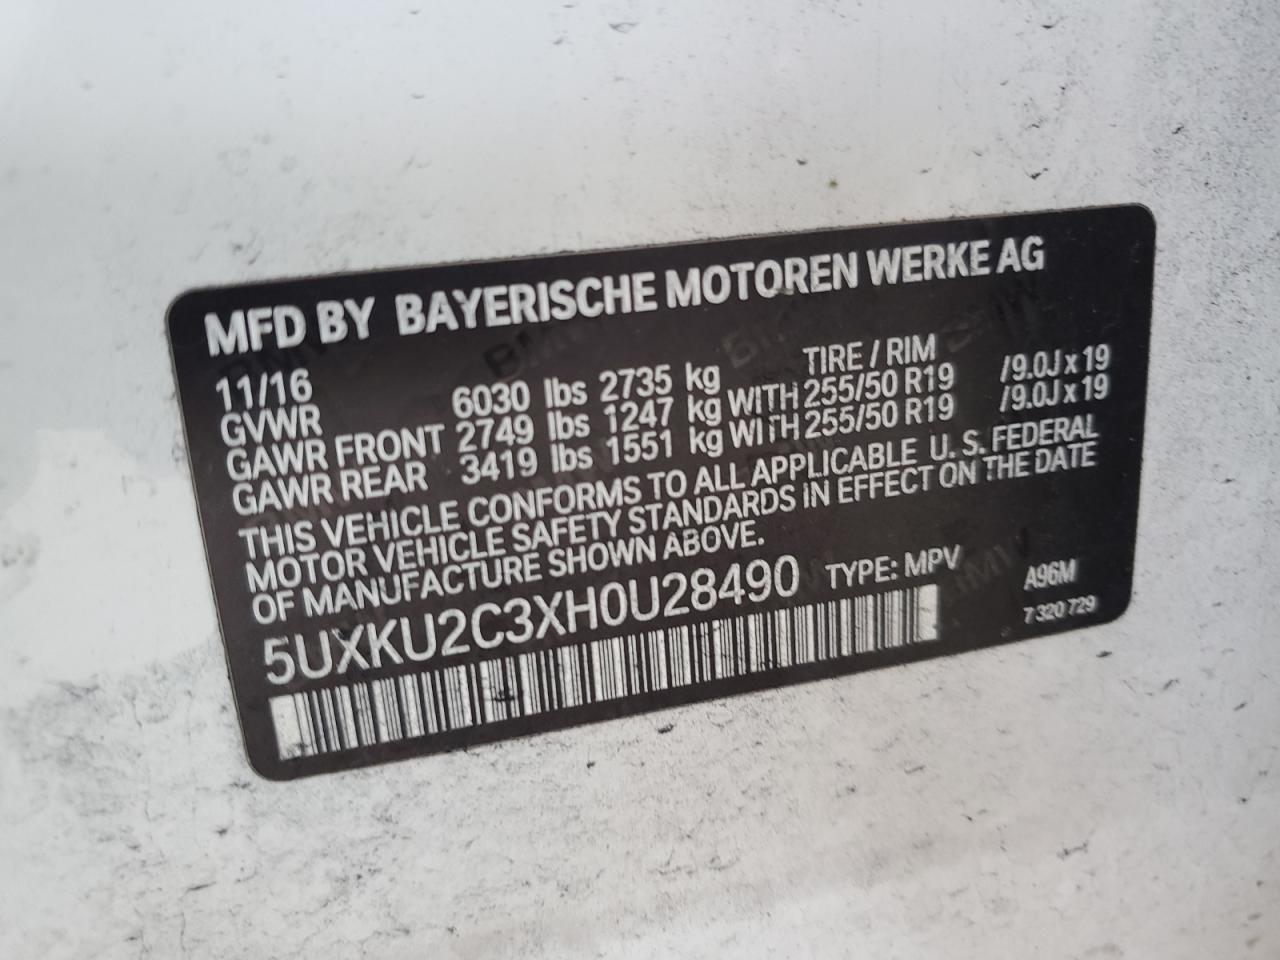 MFD BY BAYERISCHE MOTOREN WERKE AG
11/16 TIRE / RIM
GVWR 6030 lbs 2735 kg
GAWR FRONT 2749 lbs 1247 kg WITH 255/50 R19 /9.0J x 19
GAWR REAR 3419 lbs 1551 kg WITH 255/50 R19 /9.0J x 19
THIS VEHICLE CONFORMS TO ALL APPLICABLE U. S. FEDERAL
MOTOR VEHICLE SAFETY STANDARDS IN EFFECT ON THE DATE
OF MANUFACTURE SHOWN ABOVE.
5UXKU2C3XH0U28490 TYPE: MPV A96M
7 320 729